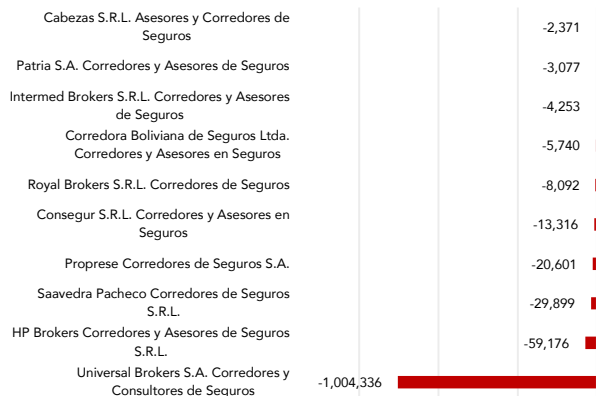 Cabezas S.R.L. Asesores y Corredores de
Seguros
-2,371
Patria S.A. Corredores y Asesores de Seguros
-3,077
Intermed Brokers S.R.L. Corredores y Asesores
de Seguros
-4,253
Corredora Boliviana de Seguros Ltda.
Corredores y Asesores en Seguros
-5,740
Royal Brokers S.R.L. Corredores de Seguros
-8,092
Consegur S.R.L. Corredores y Asesores en
Seguros
-13,316
Proprese Corredores de Seguros S.A.
-20,601
Saavedra Pacheco Corredores de Seguros
S.R.L.
-29,899
HP Brokers Corredores y Asesores de Seguros
S.R.L.
-59,176
Universal Brokers S.A. Corredores y
Consultores de Seguros
-1,004,336